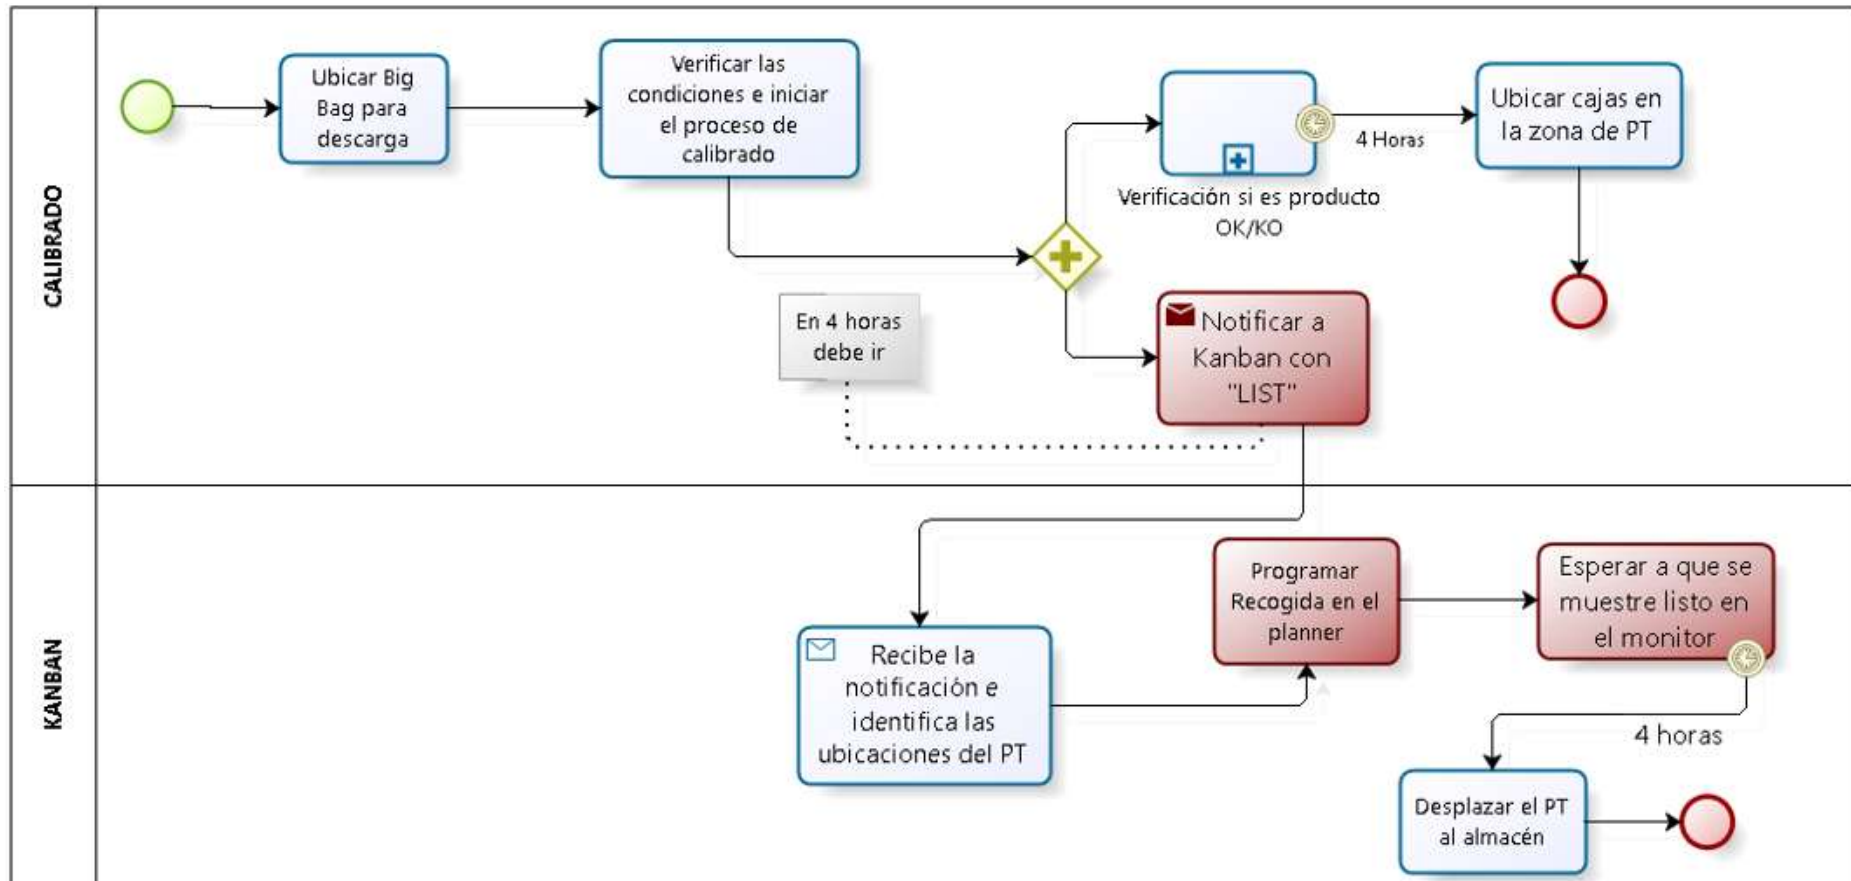 CALIBRADO
Ubicar Big
Bag para
descarga
Verificar las
condiciones e iniciar
el proceso de
calibrado
Verificación si es producto
OK/KO
4 Horas
Ubicar cajas en
la zona de PT
En 4 horas
debe ir
Notificar a
Kanban con
"LIST"
KANBAN
Recibe la
notificación e
identifica las
ubicaciones del PT
Programar
Recogida en el
planner
Esperar a que se
muestre listo en
el monitor
4 horas
Desplazar el PT
al almacén